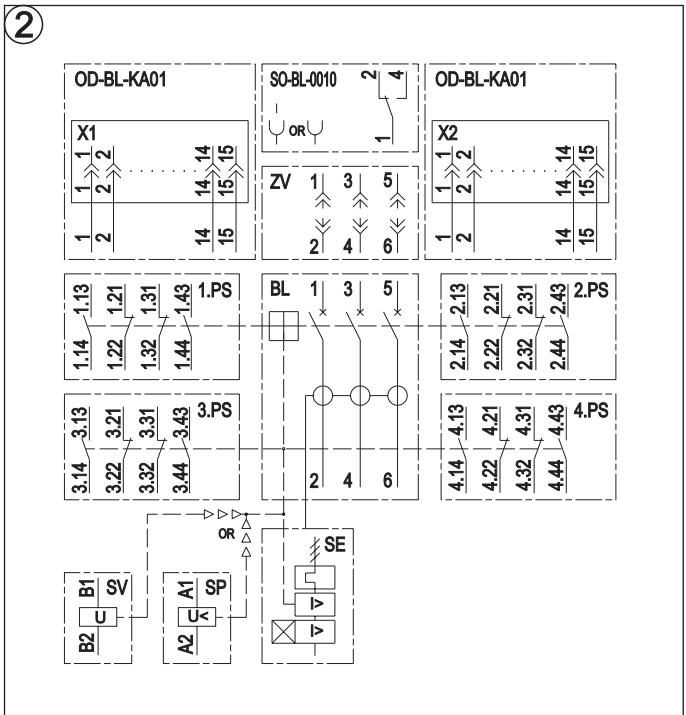 2
OD-BL-KA01
X1
1 2 14 15
1 2 14 15
1 2 14 15
SO-BL-0010
2 4
OR
1
OD-BL-KA01
X2
1 2 14 15
1 2 14 15
1 2 14 15
ZV 1 3 5
2 4 6
1.13 1.21 1.31 1.43 1.PS
1.14 1.22 1.32 1.44
BL 1 3 5
2 4 6
2.13 2.21 2.31 2.43 2.PS
2.14 2.22 2.32 2.44
3.13 3.21 3.31 3.43 3.PS
3.14 3.22 3.32 3.44
4.13 4.21 4.31 4.43 4.PS
4.14 4.22 4.32 4.44
OR
B1 SV
U
B2
A1 SP
U<
A2
SE
I>
I>